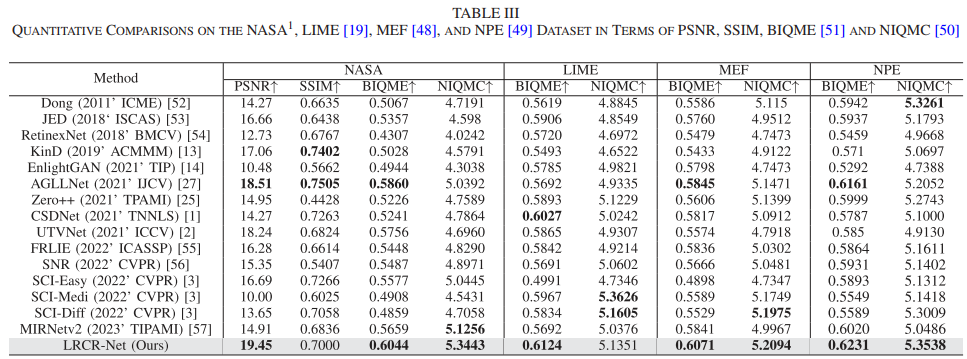 TABLE III
QUANTITATIVE COMPARISONS ON THE NASA1, LIME [19], MEF [48], AND NPE [49] DATASET IN TERMS OF PSNR, SSIM, BIQME [51] AND NIQMC [50]
Method NASA LIME MEF NPE
PSNR↑ SSIM↑ BIQME↑ NIQMC↑ BIQME↑ NIQMC↑ BIQME↑ NIQMC↑ BIQME↑ NIQMC↑
Dong (2011' ICME) [52] 14.27 0.6635 0.5067 4.7191 0.5619 4.8845 0.5586 5.115 0.5942 5.3261
JED (2018‘ ISCAS) [53] 16.66 0.6438 0.5357 4.598 0.5906 4.8549 0.5760 4.9512 0.5937 5.1793
RetinexNet (2018' BMCV) [54] 12.73 0.6767 0.4307 4.0242 0.5720 4.6972 0.5479 4.7473 0.5459 4.9668
KinD (2019' ACMMM) [13] 17.06 0.7402 0.5028 4.5791 0.5493 4.6522 0.5433 4.9122 0.571 5.0697
EnlightGAN (2021' TIP) [14] 10.48 0.5662 0.4944 4.3038 0.5785 4.9821 0.5798 4.7473 0.5292 4.7388
AGLLNet (2021' IJCV) [27] 18.51 0.7505 0.5860 5.0392 0.5692 4.9335 0.5845 5.1471 0.6161 5.2052
Zero++ (2021' TPAMI) [25] 14.95 0.4428 0.5226 4.7589 0.5893 5.1229 0.5606 5.1399 0.5999 5.2743
CSDNet (2021' TNNLS) [1] 14.27 0.7263 0.5241 4.7864 0.6027 5.0242 0.5817 5.0912 0.5787 5.1000
UTVNet (2021' ICCV) [2] 18.24 0.6824 0.5756 4.6960 0.5865 4.9307 0.5574 4.7918 0.585 4.9130
FRLIE (2022' ICASSP) [55] 16.28 0.6614 0.5448 4.8290 0.5842 4.9214 0.5836 5.0302 0.5864 5.1611
SNR (2022' CVPR) [56] 15.35 0.5407 0.5487 4.8971 0.5691 5.0602 0.5666 5.0481 0.5931 5.1402
SCI-Easy (2022' CVPR) [3] 16.69 0.7266 0.5577 5.0445 0.4991 4.7346 0.4898 4.7347 0.5893 5.1312
SCI-Medi (2022' CVPR) [3] 10.00 0.6025 0.4908 4.5431 0.5967 5.3626 0.5589 5.1749 0.5549 5.1418
SCI-Diff (2022' CVPR) [3] 13.65 0.7058 0.4859 4.7058 0.5834 5.1605 0.5529 5.1975 0.5589 5.3009
MIRNetv2 (2023' TIPAMI) [57] 14.91 0.6836 0.5659 5.1256 0.5692 5.0376 0.5841 4.9967 0.6020 5.0486
LRCR-Net (Ours) 19.45 0.7000 0.6044 5.3443 0.6124 5.1351 0.6071 5.2094 0.6231 5.3538